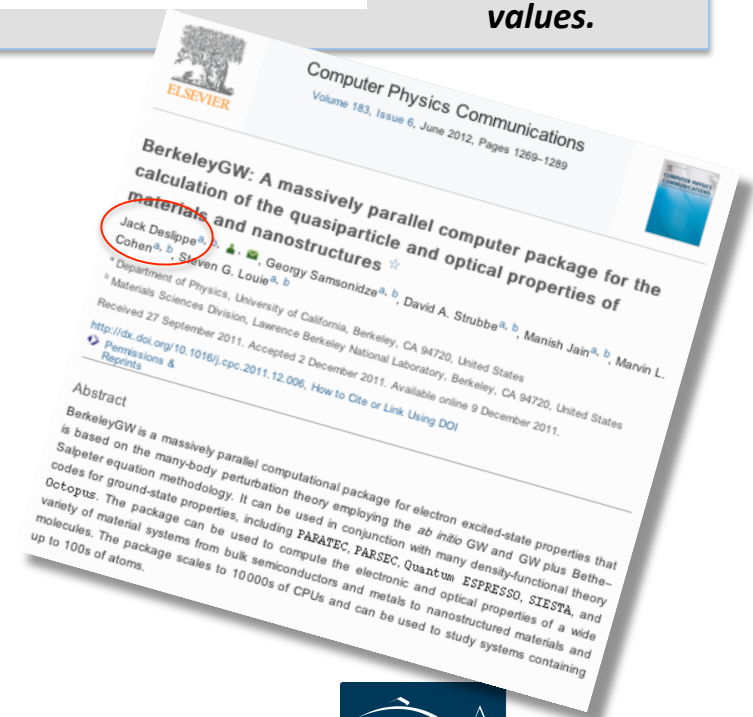 values.
ELSEVIER
Computer Physics Communications
Volume 183, Issue 6, June 2012, Pages 1269–1289
COMPUTER PHYSICS
COMMUNICATIONS
BerkeleyGW: A massively parallel computer package for the
calculation of the quasiparticle and optical properties of
materials and nanostructures ☆
Jack Deslippe a, b, Georgy Samsonidze a, b, David A. Strubbe a, b, Manish Jain a, b, Marvin L.
Cohen a, b, Steven G. Louie a, b
a Department of Physics, University of California, Berkeley, CA 94720, United States
b Materials Sciences Division, Lawrence Berkeley National Laboratory, Berkeley, CA 94720, United States
Received 27 September 2011. Accepted 2 December 2011. Available online 9 December 2011.
http://dx.doi.org/10.1016/j.cpc.2011.12.006, How to Cite or Link Using DOI
Permissions &
Reprints
Abstract
BerkeleyGW is a massively parallel computational package for electron excited-state properties that
is based on the many-body perturbation theory employing the ab initio GW and GW plus Bethe–
Salpeter equation methodology. It can be used in conjunction with many density-functional theory
codes for ground-state properties, including PARATEC, PARSEC, Quantum ESPRESSO, SIESTA, and
Octopus. The package can be used to compute the electronic and optical properties of a wide
variety of material systems from bulk semiconductors and metals to nanostructured materials and
molecules. The package scales to 10000s of CPUs and can be used to study systems containing
up to 100s of atoms.